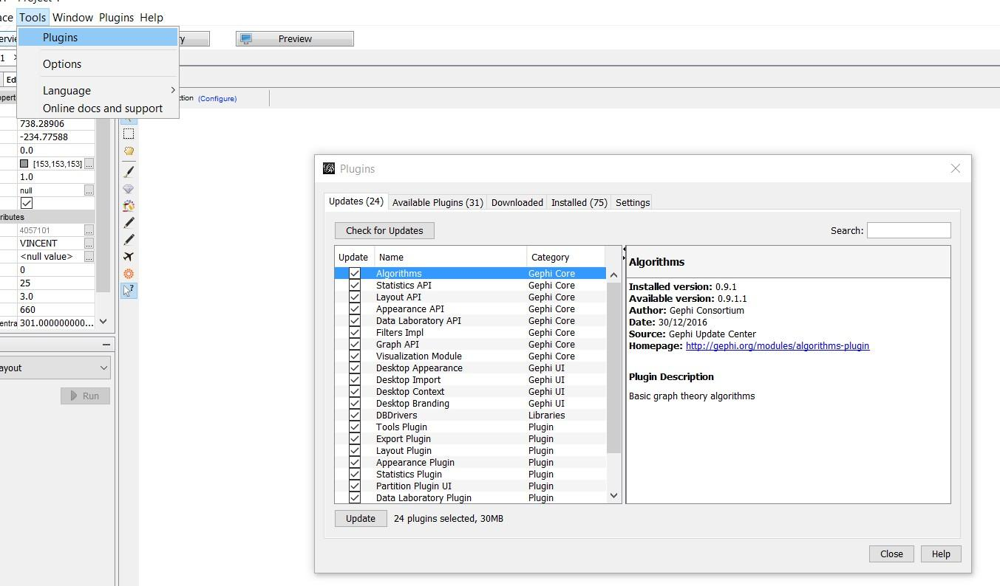 Tools Window Plugins Help
Plugins
Preview
1
Options
Ed
Language
(Configure)
Online docs and support
738.28906
-234.77588
0.0
[153,153,153] ...
1.0
null ...
4057101 ...
VINCENT ...
<null value> ...
0
25
3.0
660
301.000000000...
Run
Plugins
Updates (24) Available Plugins (31) Downloaded Installed (75) Settings
Check for Updates
Search:
Update Name Category
Algorithms Gephi Core
Statistics API Gephi Core
Layout API Gephi Core
Appearance API Gephi Core
Data Laboratory API Gephi Core
Filters Impl Gephi Core
Graph API Gephi Core
Visualization Module Gephi Core
Desktop Appearance Gephi UI
Desktop Import Gephi UI
Desktop Context Gephi UI
Desktop Branding Gephi UI
DBDrivers Libraries
Tools Plugin Plugin
Export Plugin Plugin
Layout Plugin Plugin
Appearance Plugin Plugin
Statistics Plugin Plugin
Partition Plugin UI Plugin
Data Laboratory Plugin Plugin
Algorithms
Installed version: 0.9.1
Available version: 0.9.1.1
Author: Gephi Consortium
Date: 30/12/2016
Source: Gephi Update Center
Homepage: http://gephi.org/modules/algorithms-plugin
Plugin Description
Basic graph theory algorithms
Update 24 plugins selected, 30MB
Close Help